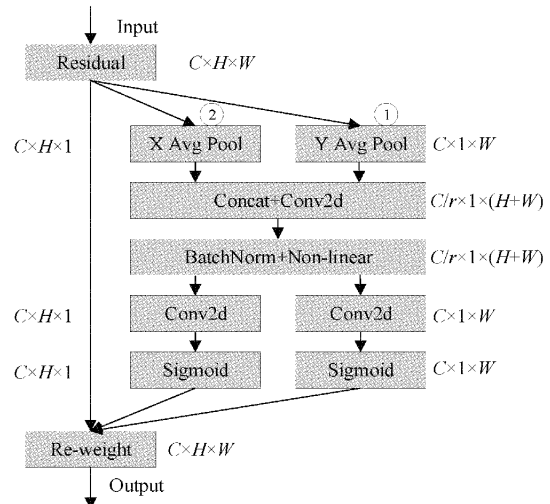 Input
Residual C×H×W
② ①
C×H×1 X Avg Pool Y Avg Pool C×1×W
Concat+Conv2d C/r×1×(H+W)
BatchNorm+Non-linear C/r×1×(H+W)
C×H×1 Conv2d Conv2d C×1×W
C×H×1 Sigmoid Sigmoid C×1×W
Re-weight C×H×W
Output